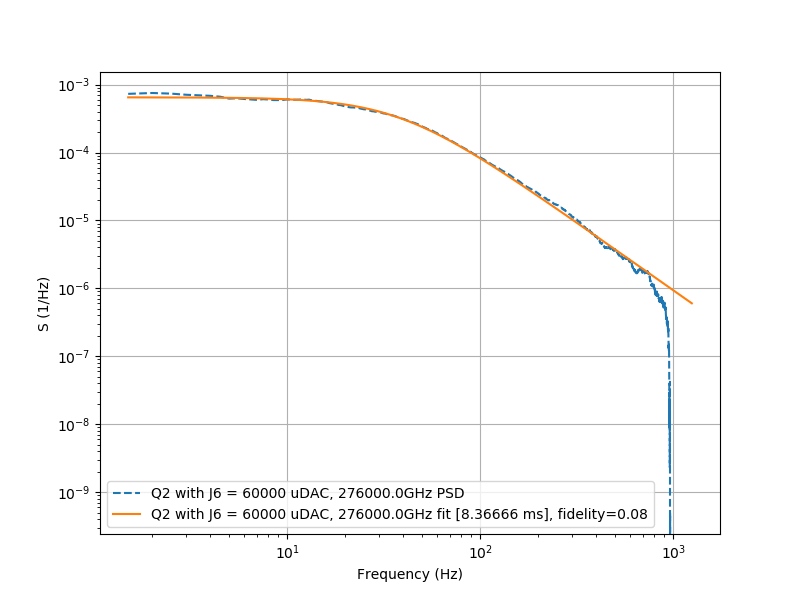 10⁻³
10⁻⁴
10⁻⁵
10⁻⁶
10⁻⁷
10⁻⁸
10⁻⁹
S (1/Hz)
Q2 with J6 = 60000 uDAC, 276000.0GHz PSD
Q2 with J6 = 60000 uDAC, 276000.0GHz fit [8.36666 ms], fidelity=0.08
10¹ 10² 10³
Frequency (Hz)